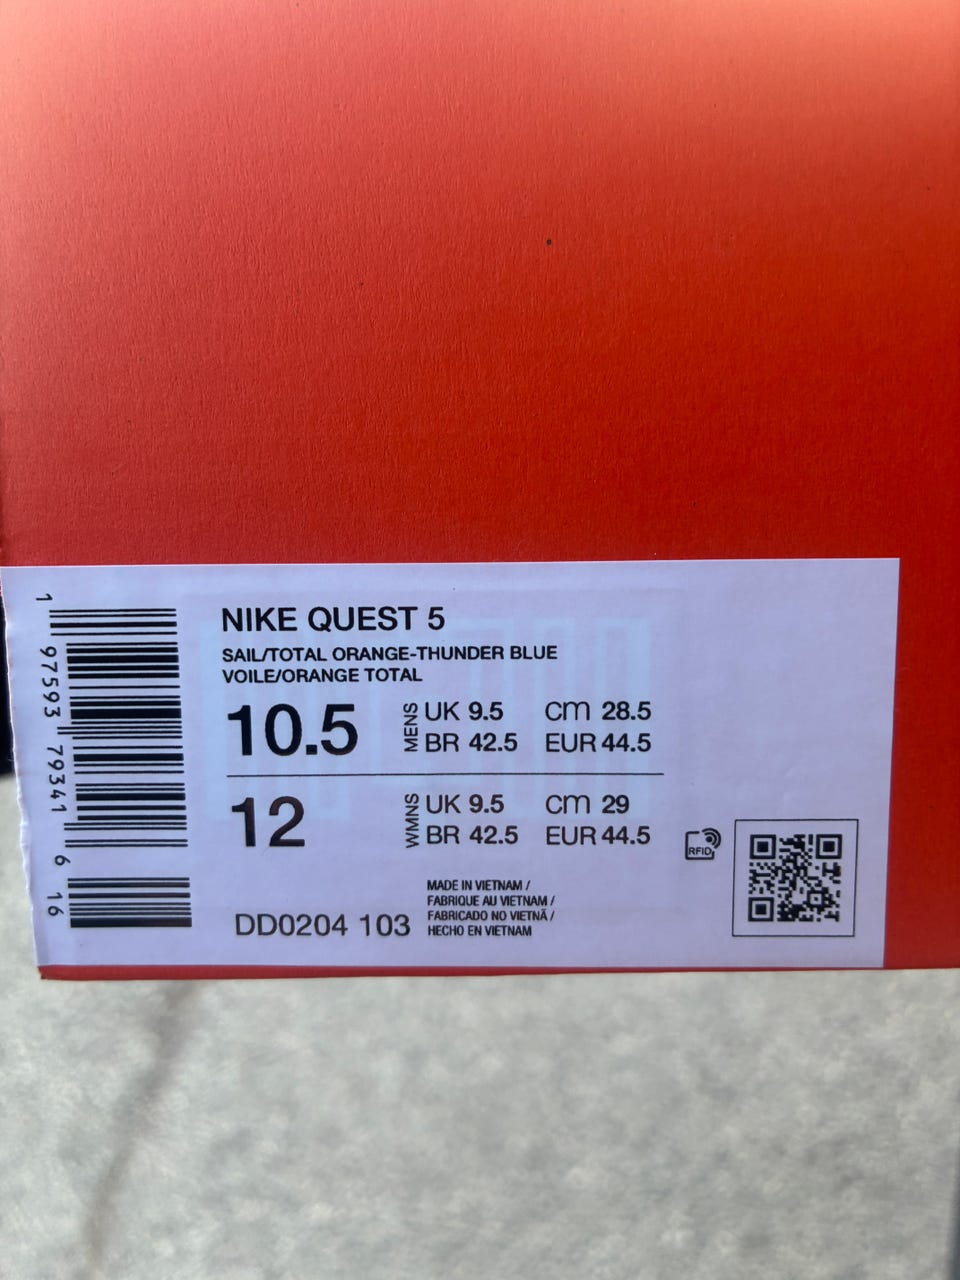 NIKE QUEST 5
SAIL/TOTAL ORANGE-THUNDER BLUE
VOILE/ORANGE TOTAL
10.5 MENS UK 9.5 CM 28.5
BR 42.5 EUR 44.5
12 WMNS UK 9.5 CM 29
BR 42.5 EUR 44.5
RFID
MADE IN VIETNAM /
FABRIQUE AU VIETNAM /
FABRICADO NO VIETNÃ /
HECHO EN VIETNAM
DD0204 103
1 97593 79341 6 16